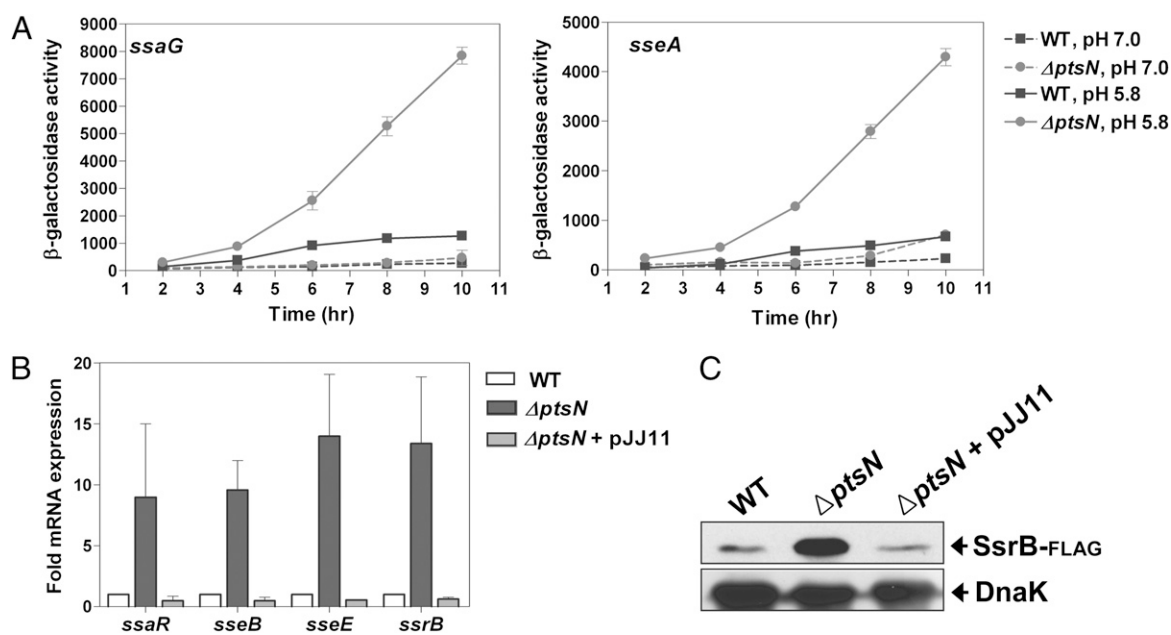 A
ssaG
β-galactosidase activity
9000
8000
7000
6000
5000
4000
3000
2000
1000
0
1 2 3 4 5 6 7 8 9 10 11
Time (hr)
sseA
β-galactosidase activity
5000
4000
3000
2000
1000
0
1 2 3 4 5 6 7 8 9 10 11
Time (hr)
WT, pH 7.0
ΔptsN, pH 7.0
WT, pH 5.8
ΔptsN, pH 5.8
B
Fold mRNA expression
20
15
10
5
0
ssaR sseB sseE ssrB
WT
ΔptsN
ΔptsN + pJJ11
C
WT
ΔptsN
ΔptsN + pJJ11
SsrB-FLAG
DnaK